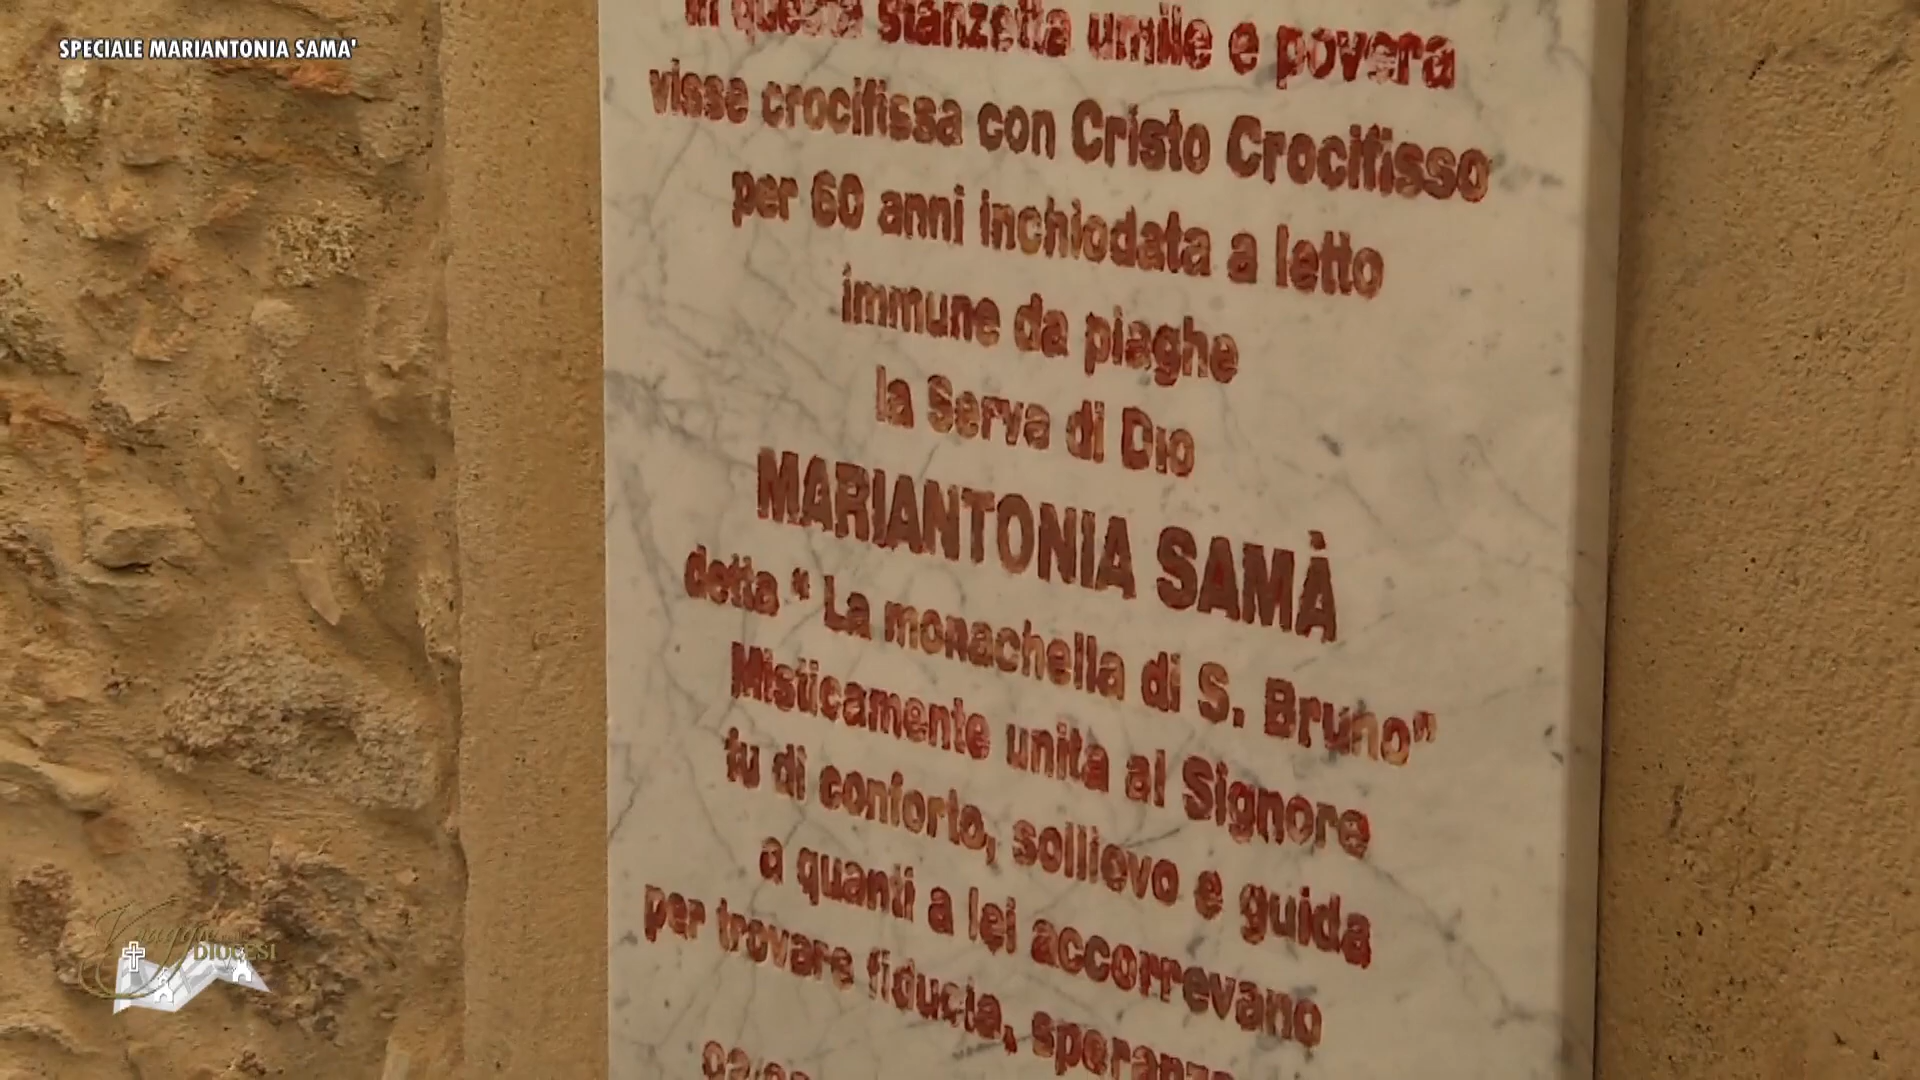 SPECIALE MARIANTONIA SAMA'
In questa stanzetta umile e povera
visse crocifissa con Cristo Crocifisso
per 60 anni inchiodata a letto
immune da piaghe
la Serva di Dio
MARIANTONIA SAMÀ
detta “ La monachella di S. Bruno”
Misticamente unita al Signore
fu di conforto, sollievo e guida
a quanti a lei accorrevano
per trovare fiducia, speranza
Viaggio
DIOCESI